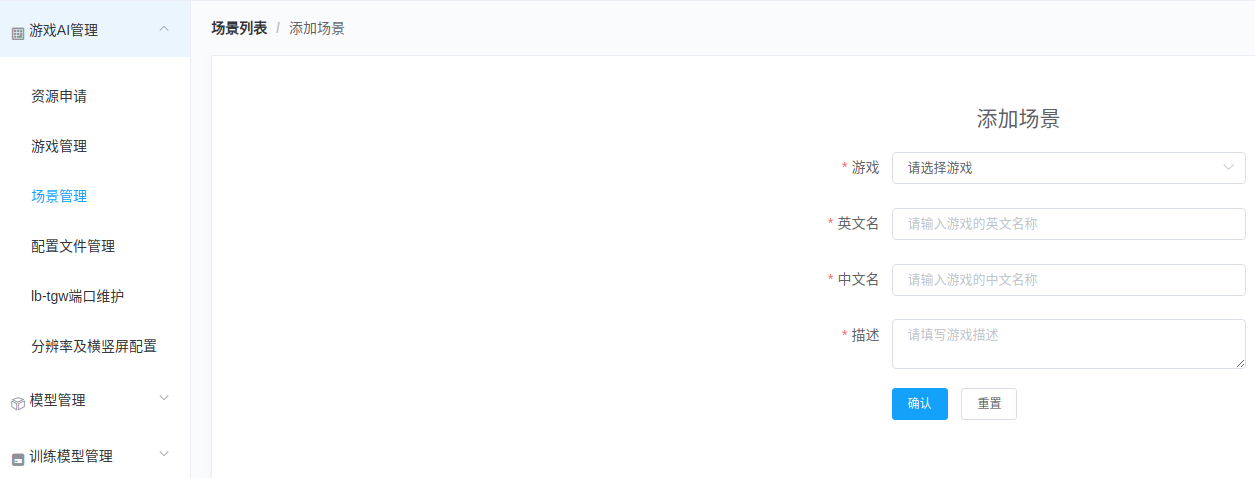 游戏AI管理
资源申请
游戏管理
场景管理
配置文件管理
lb-tgw端口维护
分辨率及横竖屏配置
模型管理
训练模型管理
场景列表 / 添加场景
添加场景
* 游戏 请选择游戏
* 英文名 请输入游戏的英文名称
* 中文名 请输入游戏的中文名称
* 描述 请填写游戏描述
确认 重置